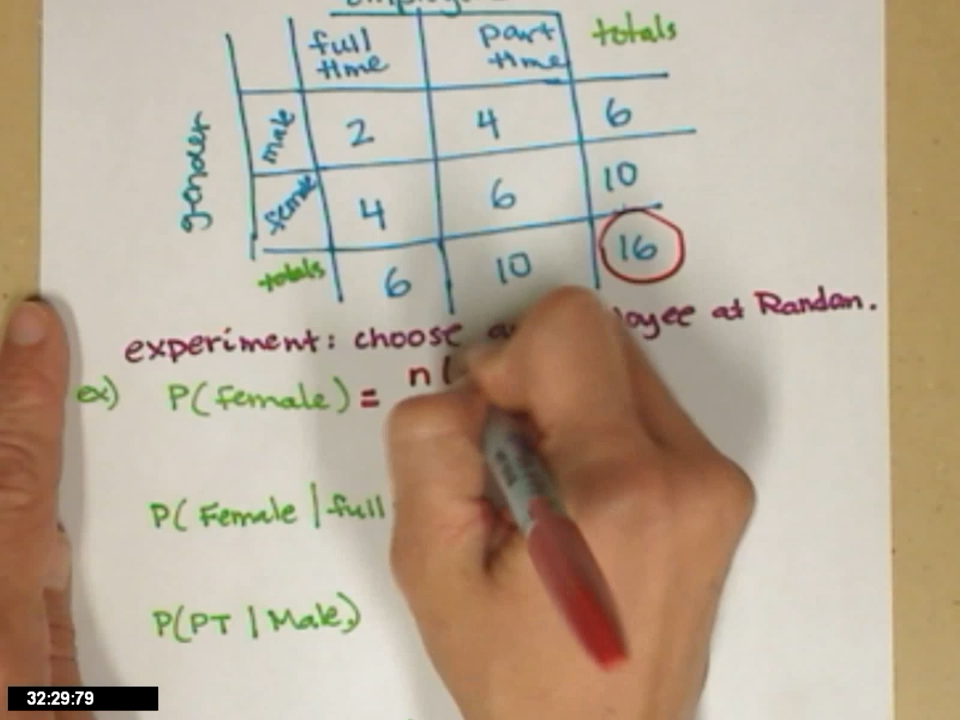 full time part time totals
gender male 2 4 6
female 4 6 10
totals 6 10 16
experiment: choose at Randan.
ex) P(female) = n(
P(Female | full
P(PT | Male)
32:29:79